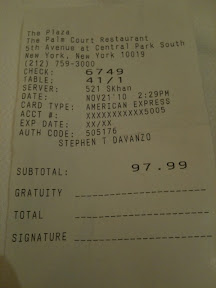 The Plaza
The Palm Court Restaurant
5th Avenue at Central Park South
New York, New York 10019
(212) 759-3000
CHECK: 6749
TABLE: 41/1
SERVER: 521 SKhan
DATE: NOV21'10 2:29PM
CARD TYPE: AMERICAN EXPRESS
ACCT #: XXXXXXXXXXX5005
EXP DATE: XX/XX
AUTH CODE: 505176
STEPHEN T DAVANZO
SUBTOTAL: 97.99
GRATUITY
TOTAL
SIGNATURE